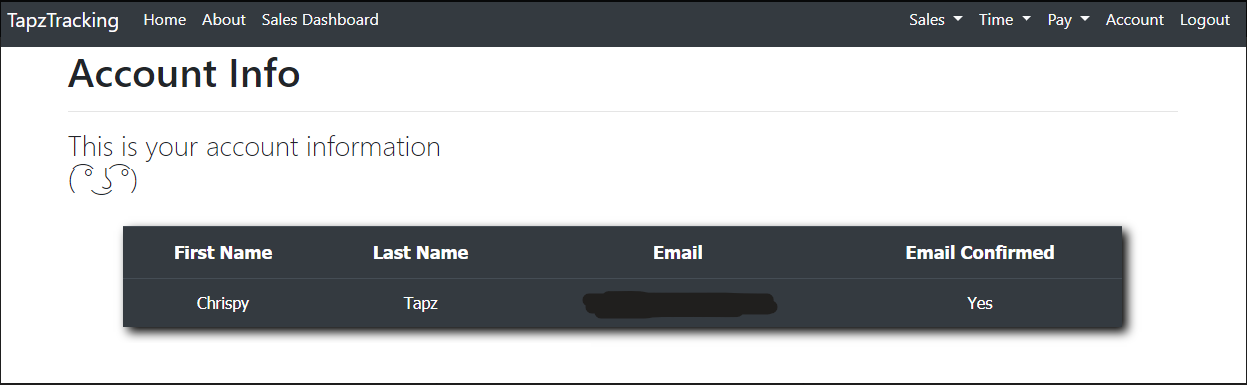 TapzTracking Home About Sales Dashboard Sales Time Pay Account Logout
Account Info
This is your account information
( ͡° ͜ʖ ͡°)
First Name Last Name Email Email Confirmed
Chrispy Tapz Yes